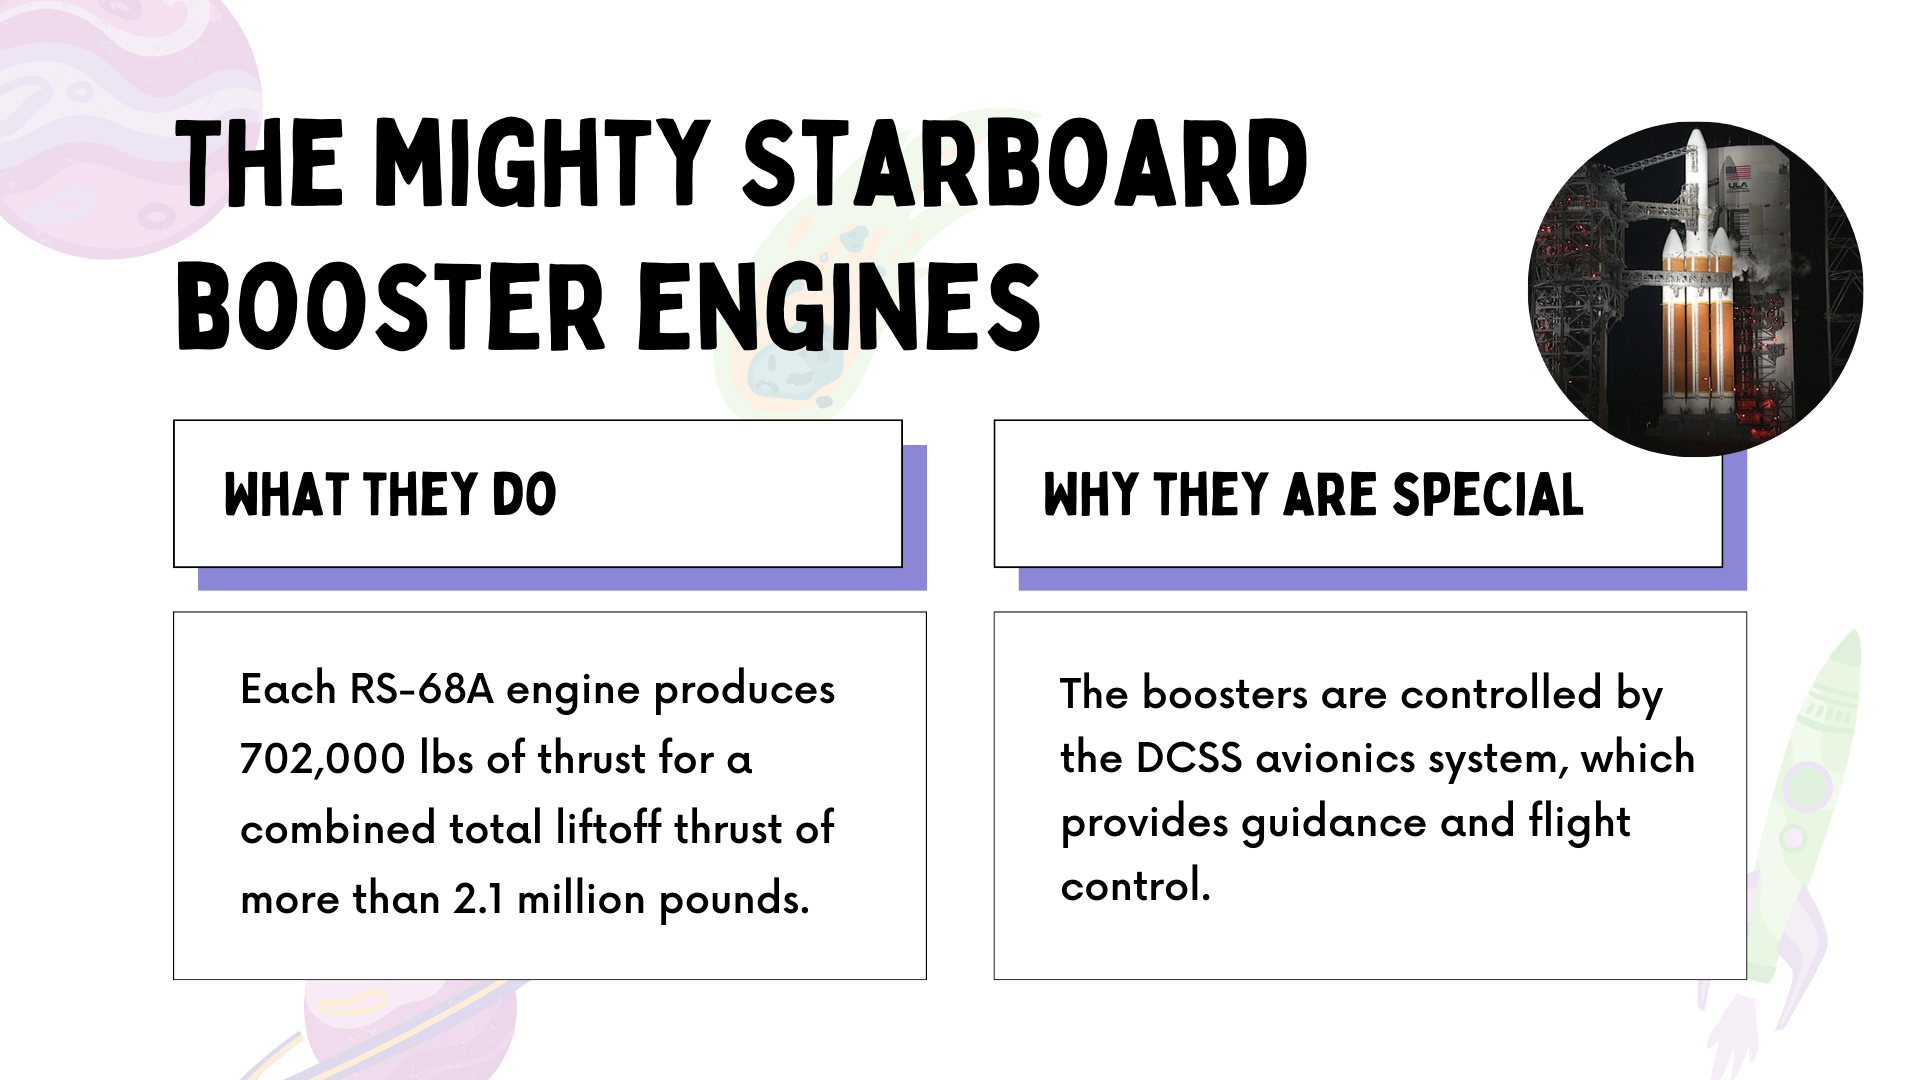 THE MIGHTY STARBOARD
BOOSTER ENGINES
ULA
WHAT THEY DO
WHY THEY ARE SPECIAL
Each RS-68A engine produces
702,000 lbs of thrust for a
combined total liftoff thrust of
more than 2.1 million pounds.
The boosters are controlled by
the DCSS avionics system, which
provides guidance and flight
control.